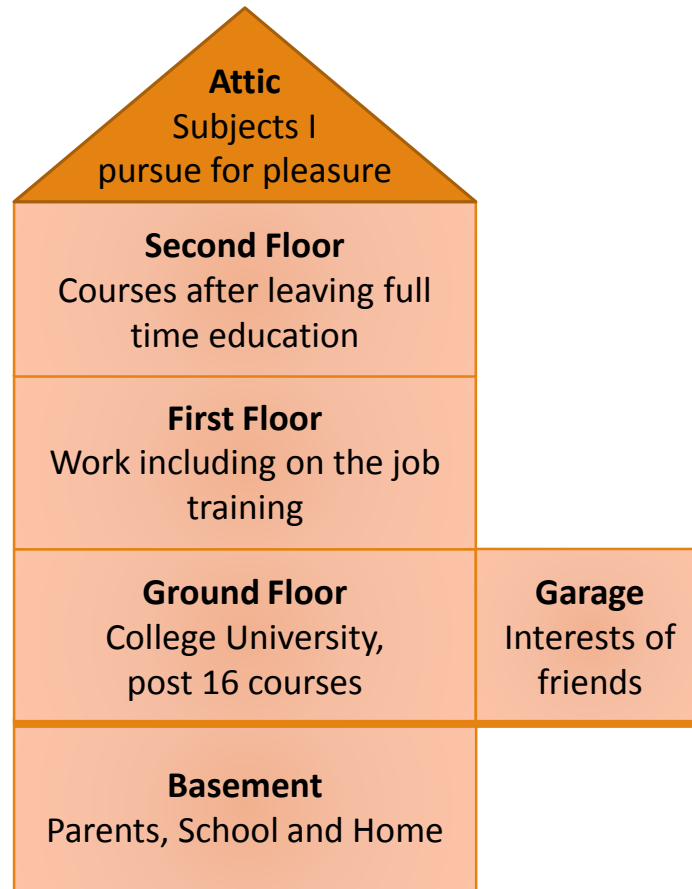 Attic
Subjects I
pursue for pleasure
Second Floor
Courses after leaving full
time education
First Floor
Work including on the job
training
Ground Floor
College University,
post 16 courses
Garage
Interests of
friends
Basement
Parents, School and Home